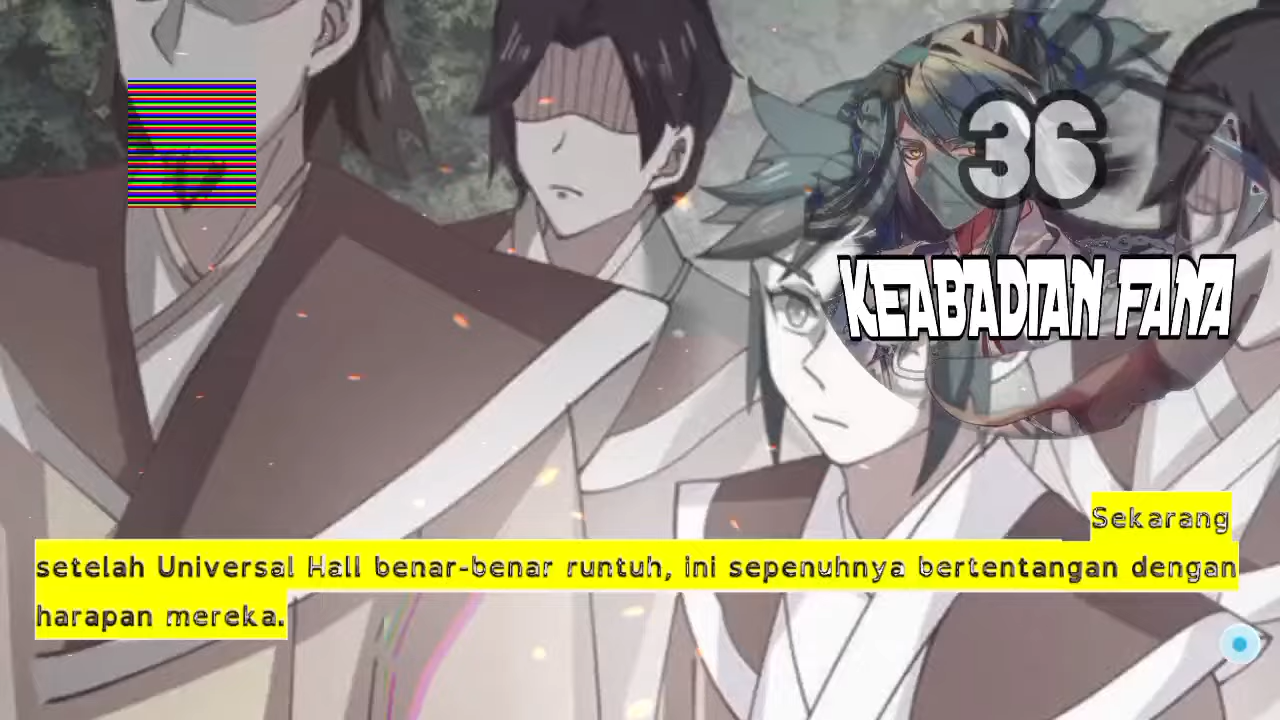 36
KEABADIAN FANA
Sekarang
setelah Universal Hall benar-benar runtuh, ini sepenuhnya bertentangan dengan
harapan mereka.